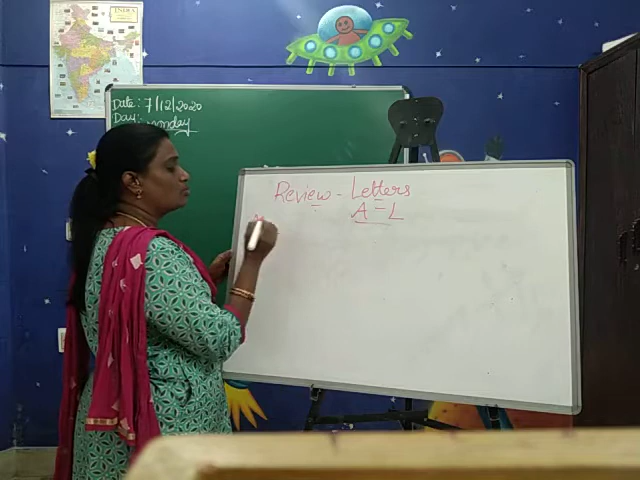 INDIA
Date: 7/12/2020
Day: Monday
Review - Letters
A - L